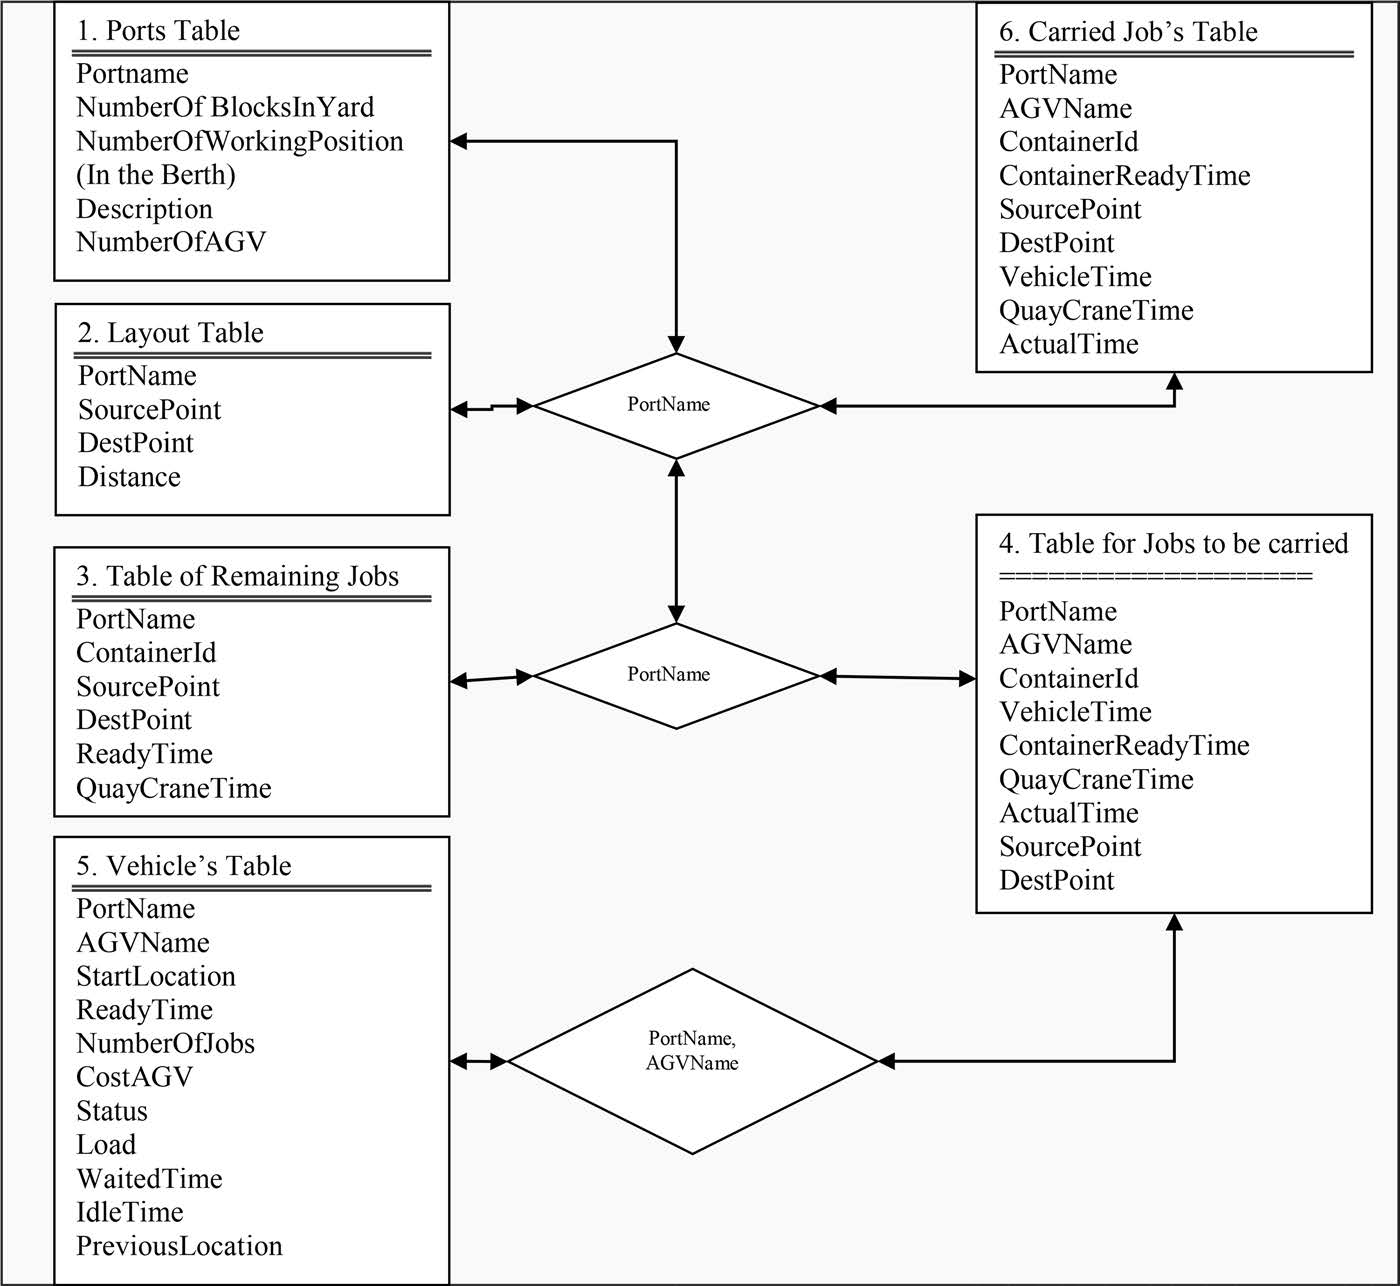 1. Ports Table
Portname
NumberOf BlocksInYard
NumberOfWorkingPosition
(In the Berth)
Description
NumberOfAGV
2. Layout Table
PortName
SourcePoint
DestPoint
Distance
3. Table of Remaining Jobs
PortName
ContainerId
SourcePoint
DestPoint
ReadyTime
QuayCraneTime
5. Vehicle’s Table
PortName
AGVName
StartLocation
ReadyTime
NumberOfJobs
CostAGV
Status
Load
WaitedTime
IdleTime
PreviousLocation
PortName
PortName
PortName,
AGVName
6. Carried Job’s Table
PortName
AGVName
ContainerId
ContainerReadyTime
SourcePoint
DestPoint
VehicleTime
QuayCraneTime
ActualTime
4. Table for Jobs to be carried
===================
PortName
AGVName
ContainerId
VehicleTime
ContainerReadyTime
QuayCraneTime
ActualTime
SourcePoint
DestPoint